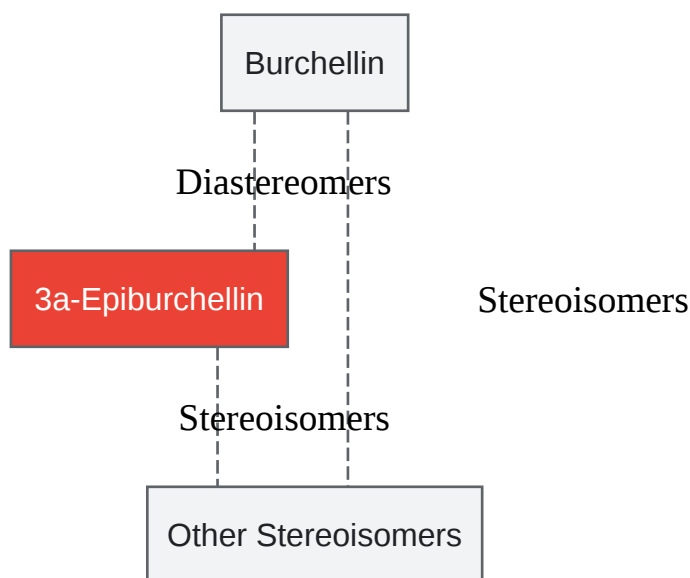 Burchellin
Diastereomers
3a-Epiburchellin
Stereoisomers
Stereoisomers
Other Stereoisomers